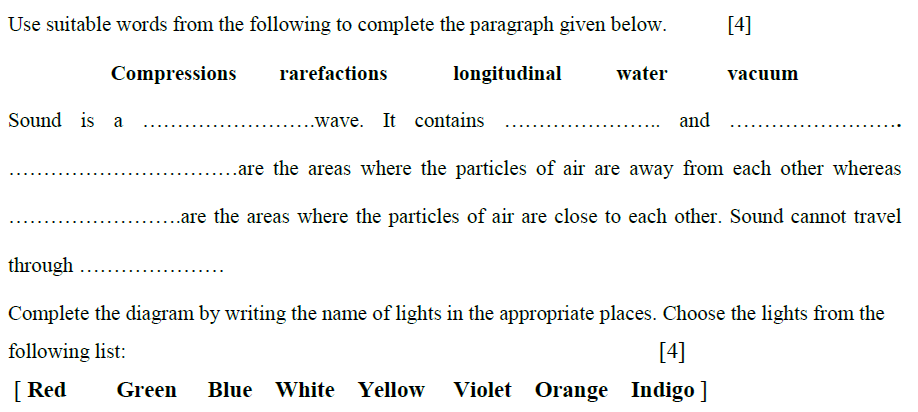 Use suitable words from the following to complete the paragraph given below. [4]
Compressions rarefactions longitudinal water vacuum
Sound is a …………………….wave. It contains ………………….. and …………………….
…………………………….are the areas where the particles of air are away from each other whereas
…………………….are the areas where the particles of air are close to each other. Sound cannot travel
through …………………
Complete the diagram by writing the name of lights in the appropriate places. Choose the lights from the
following list: [4]
[ Red Green Blue White Yellow Violet Orange Indigo ]